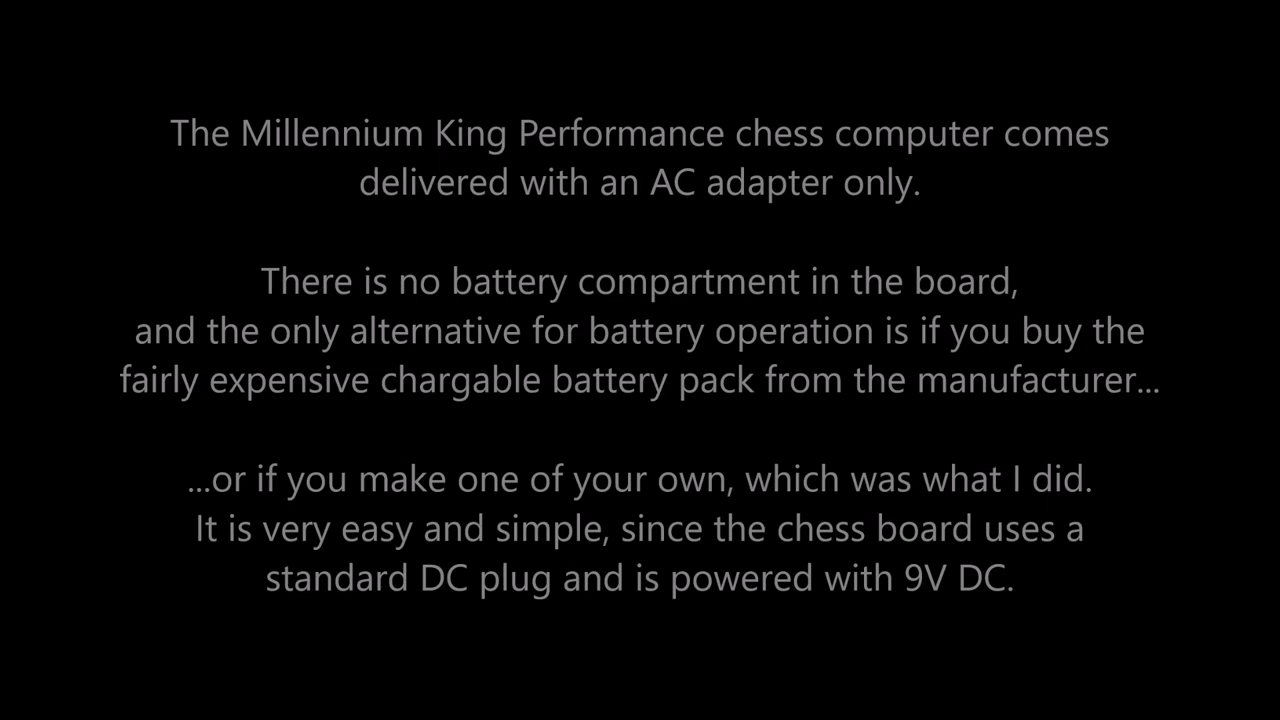 The Millennium King Performance chess computer comes
delivered with an AC adapter only.
There is no battery compartment in the board,
and the only alternative for battery operation is if you buy the
fairly expensive chargable battery pack from the manufacturer...
...or if you make one of your own, which was what I did.
It is very easy and simple, since the chess board uses a
standard DC plug and is powered with 9V DC.